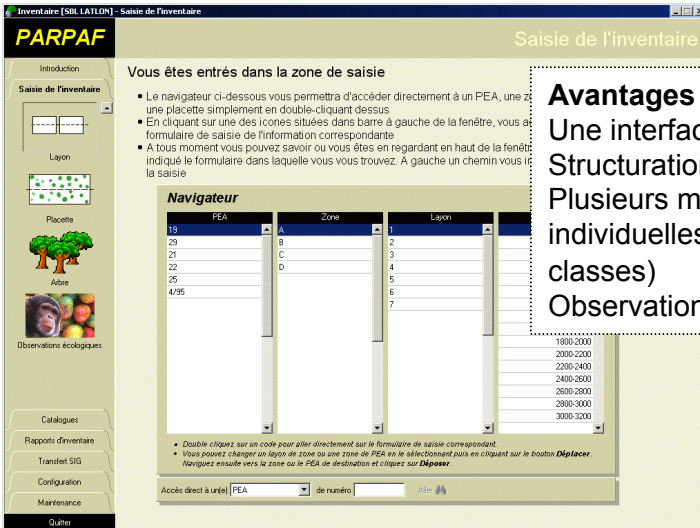 Inventaire [SBL LATLON] - Saisie de l'inventaire
PARPAF
Saisie de l'inventaire
Introduction
Saisie de l'inventaire
Layon
Placette
Arbre
Observations écologiques
Catalogues
Rapports d'inventaire
Transfert SIG
Configuration
Maintenance
Quitter
Vous êtes entrés dans la zone de saisie
• Le navigateur ci-dessous vous permettra d'accéder directement à un PEA, une
une placette simplement en double-cliquant dessus
• En cliquant sur une des icones situées dans barre à gauche de la fenêtre, vous
formulaire de saisie de l'information correspondante
• A tous moment vous pouvez savoir ou vous êtes en regardant en haut de la
indiqué le formulaire dans laquelle vous vous trouvez. A gauche un chemin vous
la saisie
Navigateur
PEA Zone Layon
19 A 1
29 B 2
21 C 3
22 D 4
25 5
4/95 6
7
1800-2000
2000-2200
2200-2400
2400-2600
2600-2800
2800-3000
3000-3200
• Double cliquez sur un code pour aller directement sur le formulaire de saisie correspondant.
• Vous pouvez changer un layon de zone ou une zone de PEA en le sélectionnant puis en cliquant sur le bouton Déplacer.
Naviguez ensuite vers la zone ou le PEA de destination et cliquez sur Déposer.
Accès direct à un(e) PEA de numéro Aller
Avantages
Une
Structuration
Plusieurs
individuelles
classes)